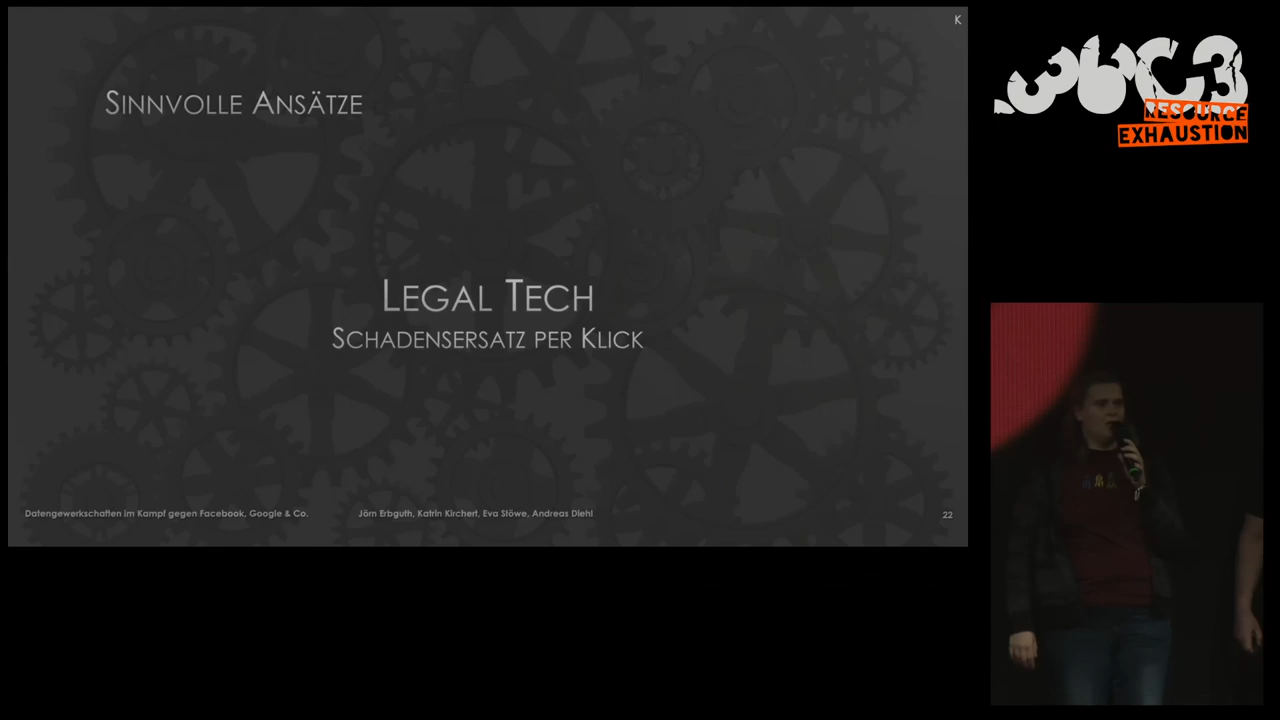 K
Sinnvolle Ansätze
Legal Tech
Schadensersatz per Klick
Datengewerkschaften im Kampf gegen Facebook, Google & Co.
Jörn Erbguth, Katrin Kirchert, Eva Stöwe, Andreas Diehl
22
36C3
RESOURCE
EXHAUSTION